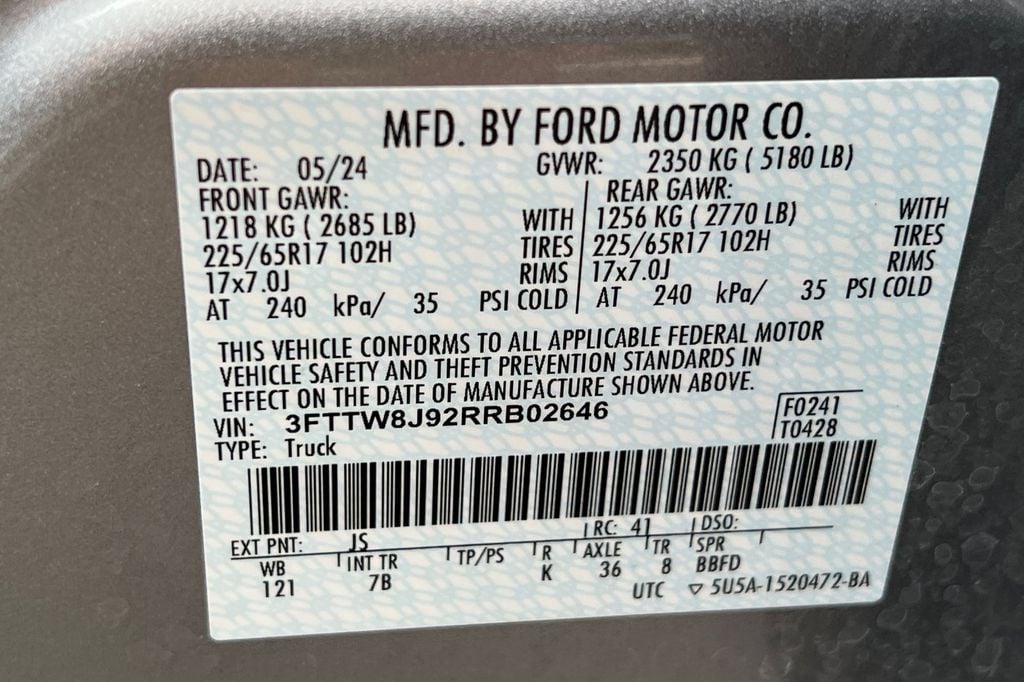 MFD. BY FORD MOTOR CO.
DATE: 05/24 GVWR: 2350 KG ( 5180 LB)
FRONT GAWR: REAR GAWR:
1218 KG ( 2685 LB) WITH 1256 KG ( 2770 LB) WITH
225/65R17 102H TIRES 225/65R17 102H TIRES
17x7.0J RIMS 17x7.0J RIMS
AT 240 kPa/ 35 PSI COLD AT 240 kPa/ 35 PSI COLD
THIS VEHICLE CONFORMS TO ALL APPLICABLE FEDERAL MOTOR
VEHICLE SAFETY AND THEFT PREVENTION STANDARDS IN
EFFECT ON THE DATE OF MANUFACTURE SHOWN ABOVE.
VIN: 3FTTW8J92RRB02646 F0241
TYPE: Truck T0428
EXT PNT: JS RC: 41 DSO:
WB INT TR TP/PS R AXLE TR SPR
121 7B K 36 8 BBFD
UTC ▽ 5U5A-1520472-BA